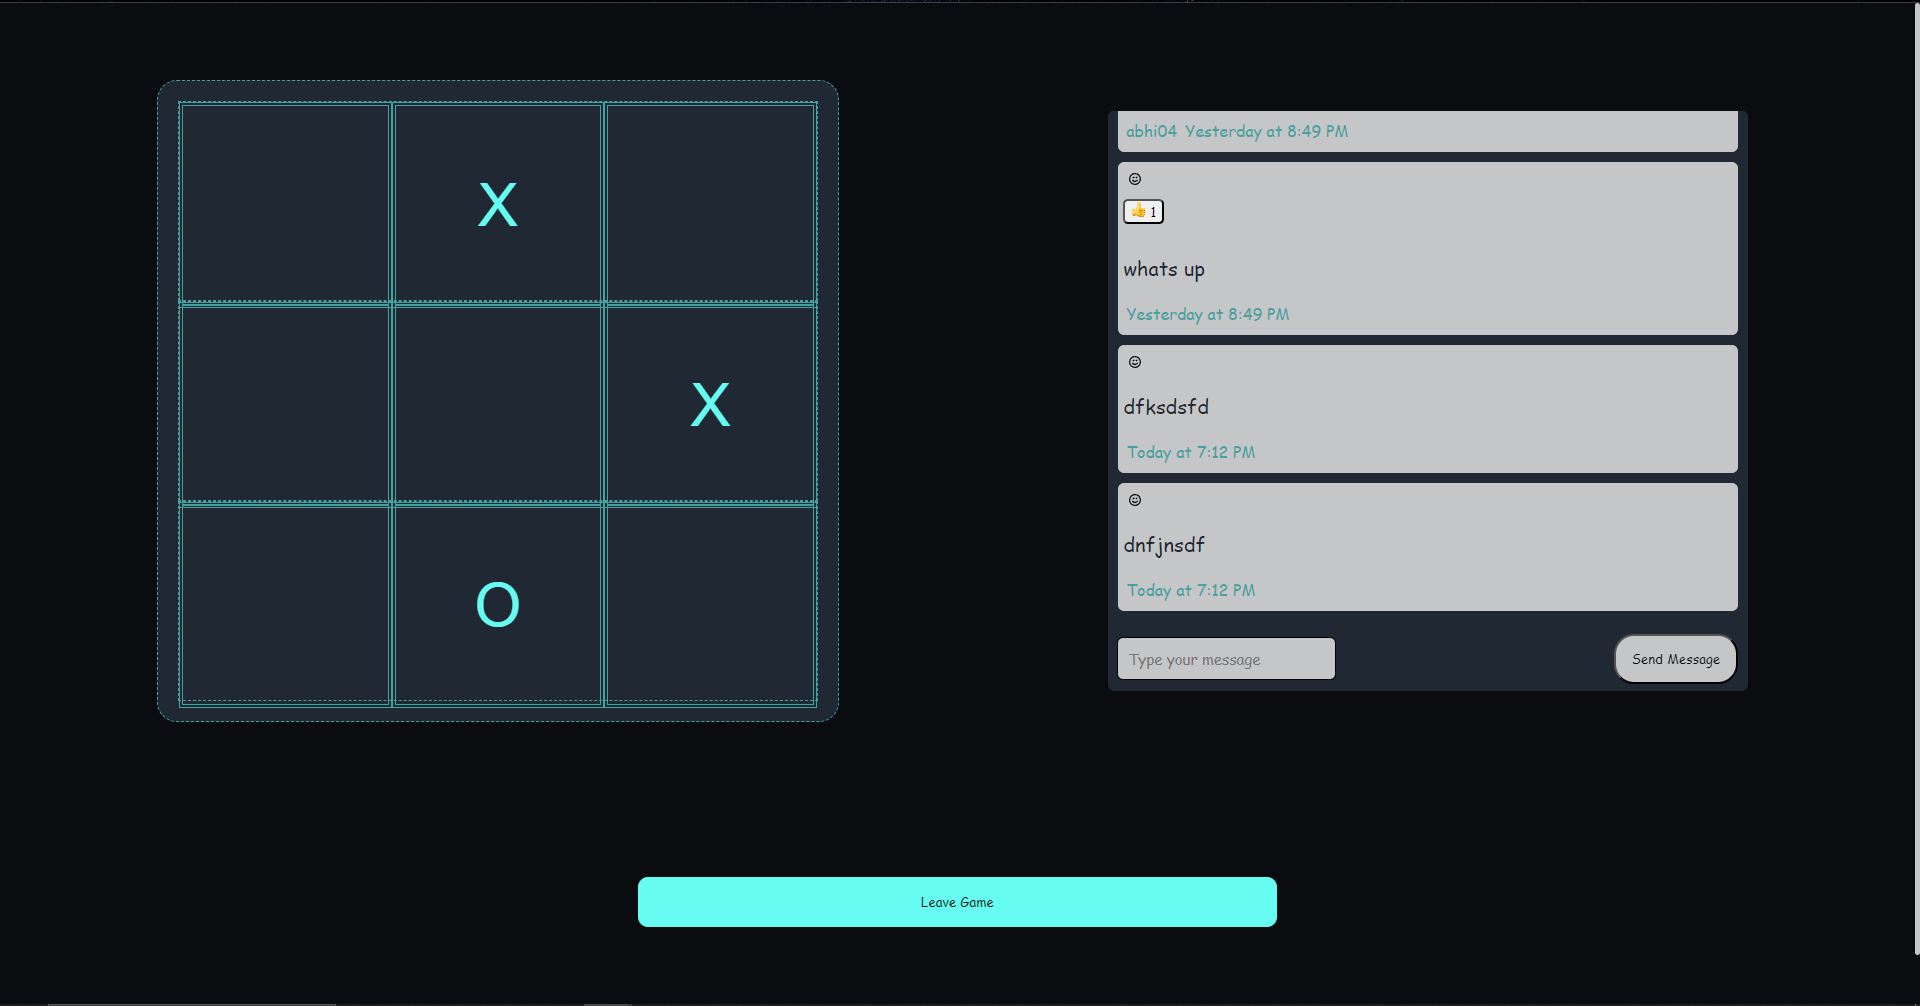 X
X
O
abhi04 Yesterday at 8:49 PM
👍 1
whats up
Yesterday at 8:49 PM
dfksdsfd
Today at 7:12 PM
dnfjnsdf
Today at 7:12 PM
Type your message
Send Message
Leave Game